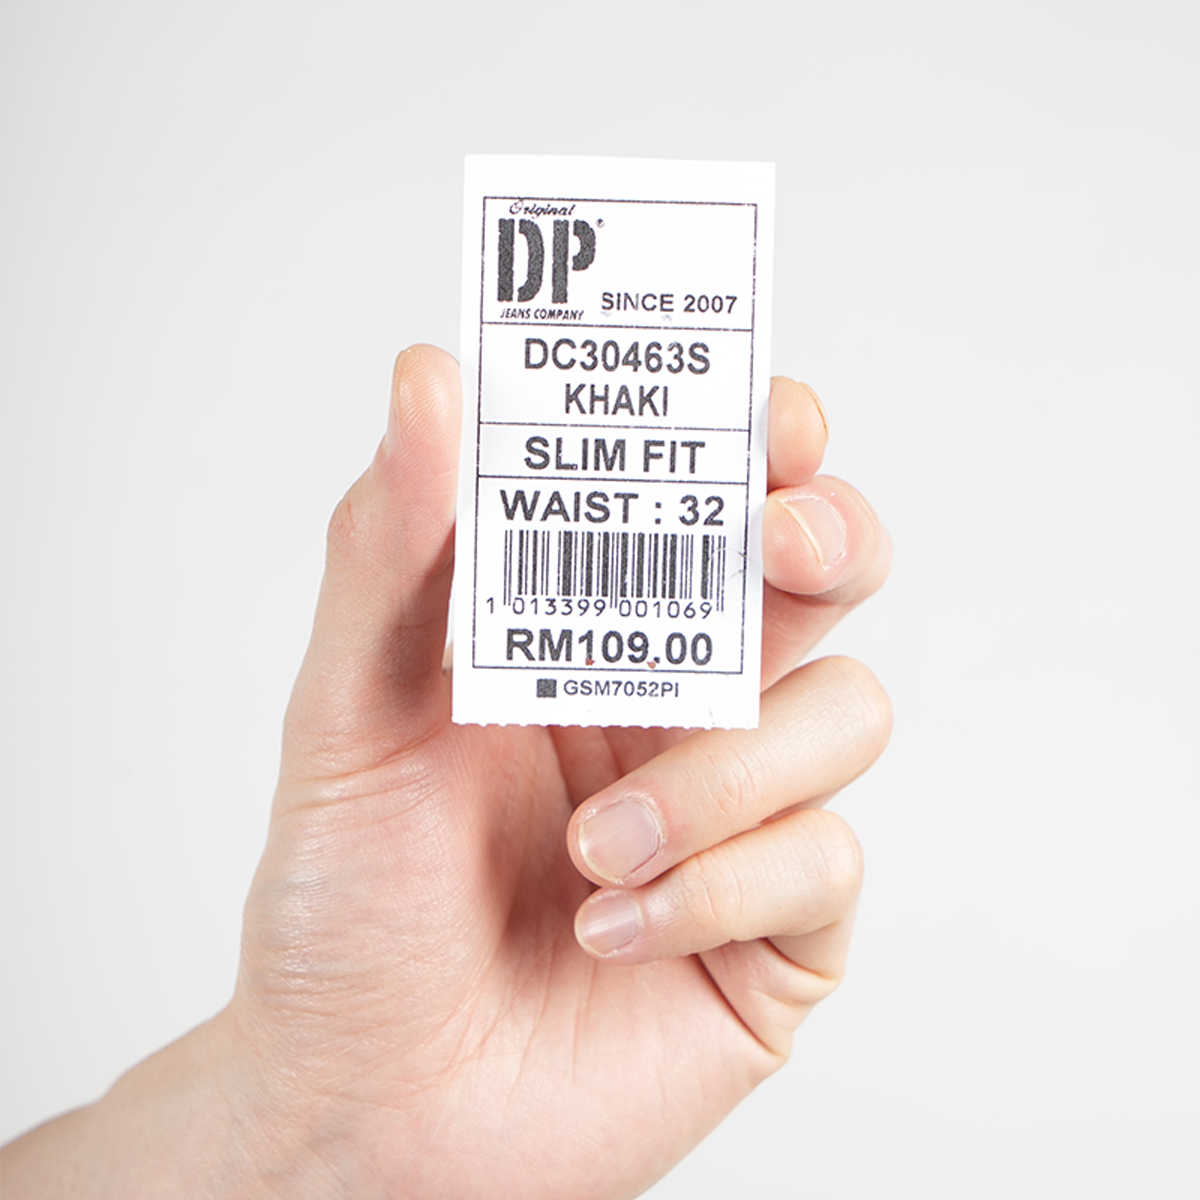 Original
DP®
JEANS COMPANY
SINCE 2007
DC30463S
KHAKI
SLIM FIT
WAIST : 32
1 013399 001069
RM109.00
GSM7052PI